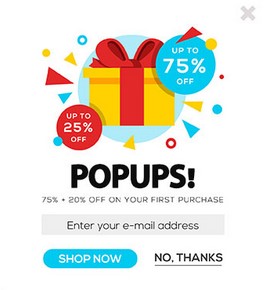 UP TO
75%
OFF
UP TO
25%
OFF
POPUPS!
75% + 20% OFF ON YOUR FIRST PURCHASE
Enter your e-mail address
SHOP NOW
NO, THANKS